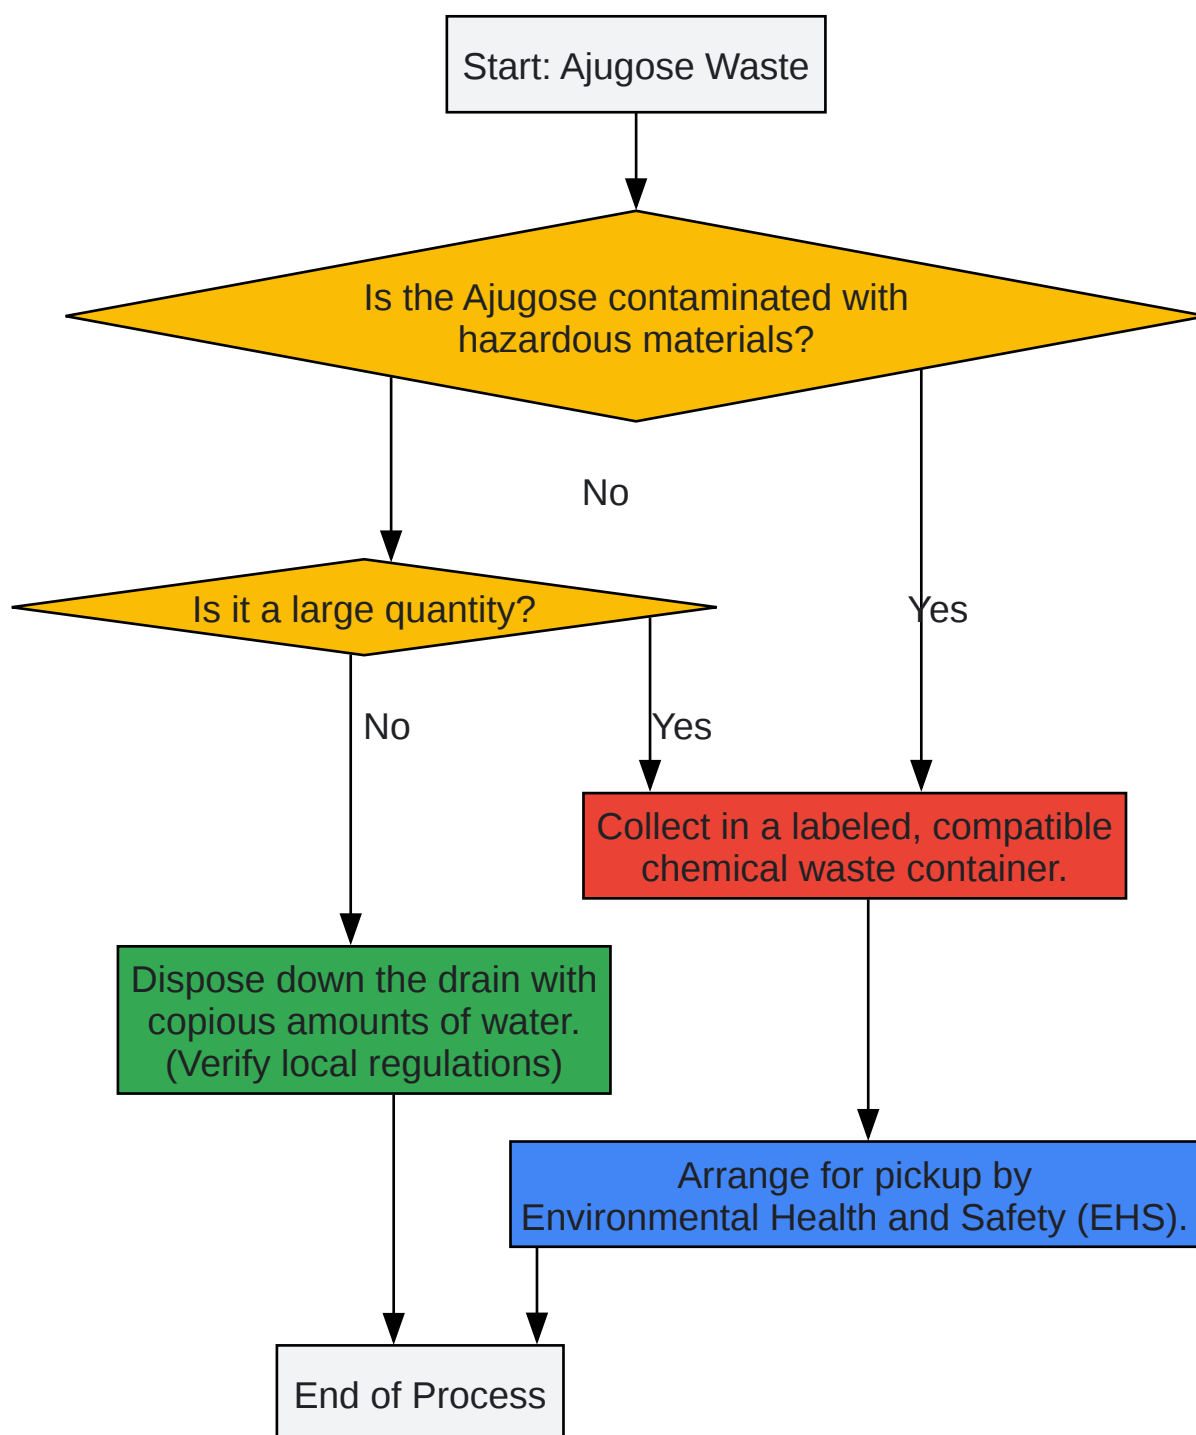 Start: Ajugose Waste
Is the Ajugose contaminated with
hazardous materials?
No
Is it a large quantity?
Yes
No
Yes
Collect in a labeled, compatible
chemical waste container.
Dispose down the drain with
copious amounts of water.
(Verify local regulations)
Arrange for pickup by
Environmental Health and Safety (EHS).
End of Process